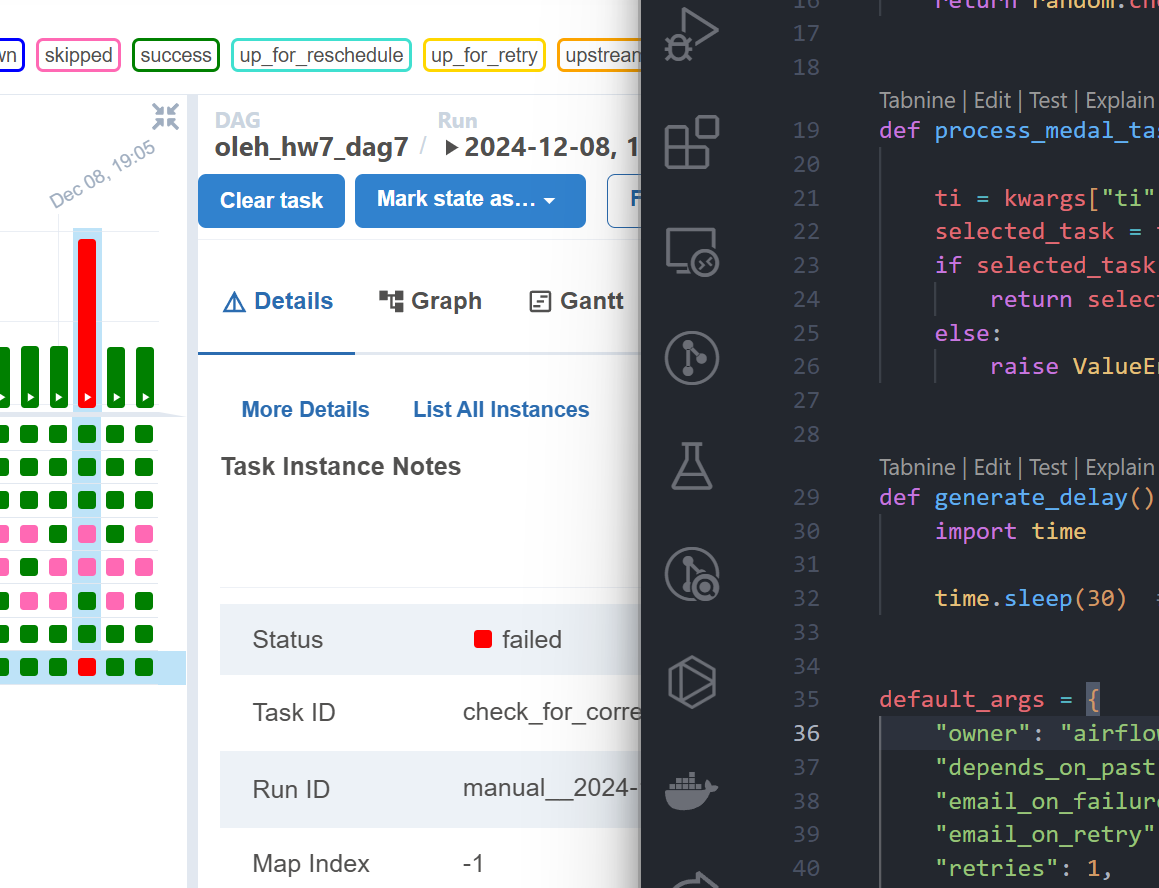 skipped
success
up_for_reschedule
up_for_retry
Dec 08, 19:05
DAG
oleh_hw7_dag7
/
Run
2024-12-08, 1
Clear task
Mark state as...
Details
Graph
Gantt
More Details
List All Instances
Task Instance Notes
Status failed
Task ID check_for_corre
Run ID manual__2024-
Map Index -1
16 return random.
17
18
Tabnine | Edit | Test | Explain
19 def process_medal_ta
20
21 ti = kwargs["ti"
22 selected_task =
23 if selected_task
24 return selec
25 else:
26 raise ValueE
27
28
Tabnine | Edit | Test | Explain
29 def generate_delay()
30 import time
31
32 time.sleep(30)
33
34
35 default_args = {
36 "owner": "airflow
37 "depends_on_past
38 "email_on_failure
39 "email_on_retry"
40 "retries": 1,